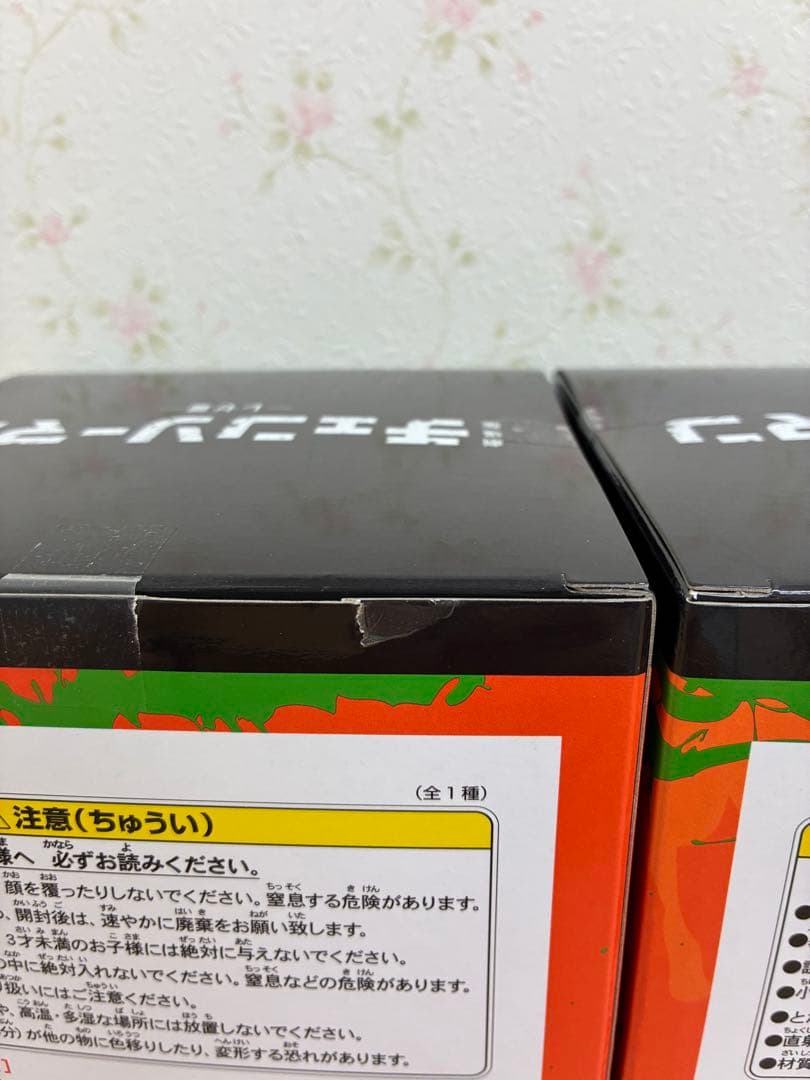 チェンソーマ
マン
(全1種)
⚠注意(ちゅうい)
様へ 必ずお読みください。
顔を覆ったりしないでください。窒息する危険があります。
、開封後は、速やかに廃棄をお願い致します。
3才未満のお子様には絶対に与えないでください。
の中に絶対入れないでください。窒息などの危険があります。
り扱いにはご注意ください。
や、高温・多湿な場所には放置しないでください。
分)が他の物に色移りしたり、変形する恐れがあります。
]
●
●
●
●小
●と
●直
●材質